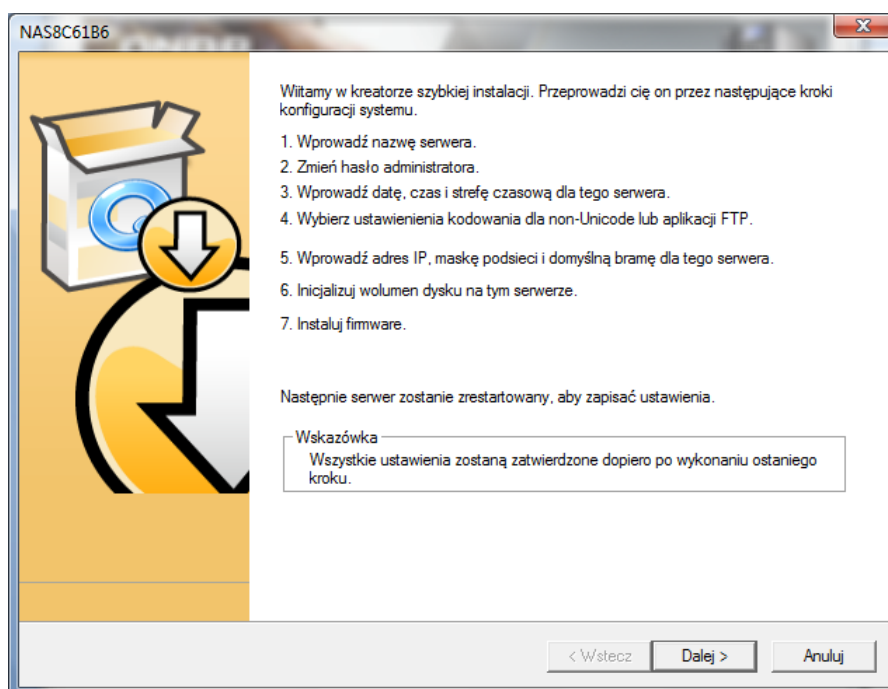 NAS8C61B6
Witamy w kreatorze szybkiej instalacji. Przeprowadzi cię on przez następujące kroki
konfiguracji systemu.
1. Wprowadź nazwę serwera.
2. Zmień hasło administratora.
3. Wprowadź datę, czas i strefę czasową dla tego serwera.
4. Wybierz ustawienienia kodowania dla non-Unicode lub aplikacji FTP.
5. Wprowadź adres IP, maskę podsieci i domyślną bramę dla tego serwera.
6. Inicjalizuj wolumen dysku na tym serwerze.
7. Instaluj firmware.
Następnie serwer zostanie zrestartowany, aby zapisać ustawienia.
Wskazówka
Wszystkie ustawienia zostaną zatwierdzone dopiero po wykonaniu ostaniego
kroku.
< Wstecz
Dalej >
Anuluj